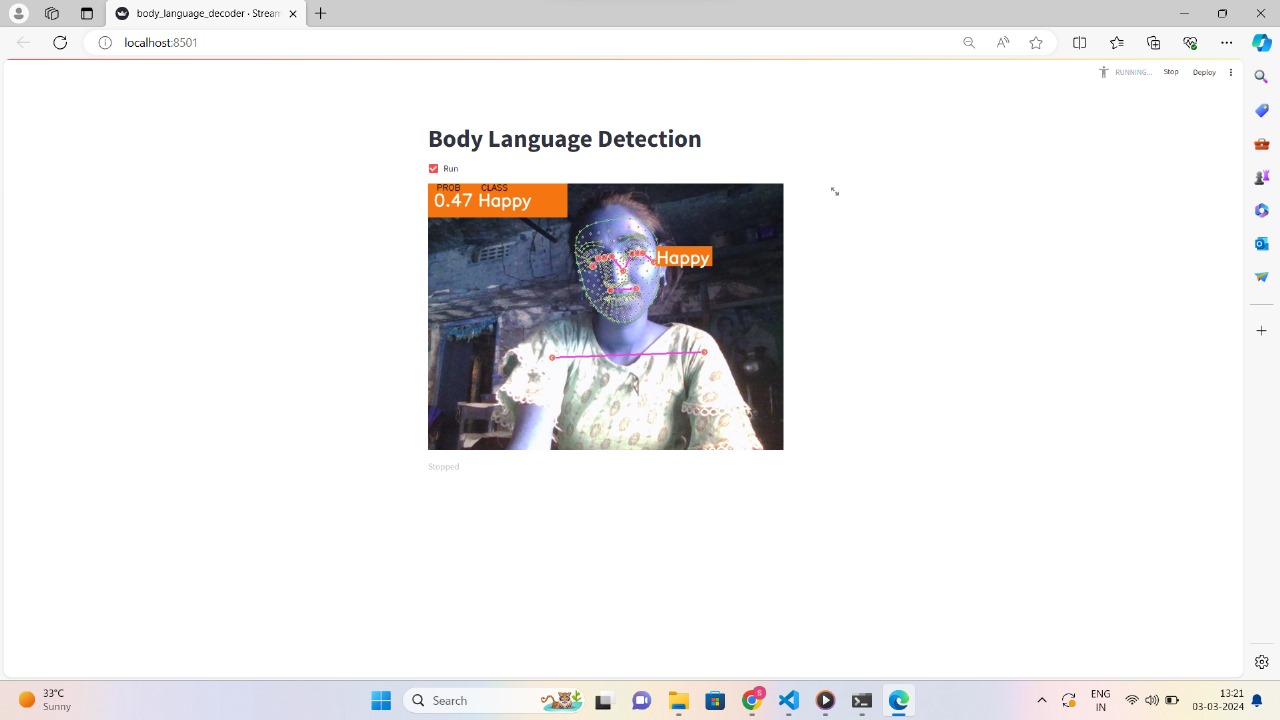 body_language_decoder • Stream
localhost:8501
RUNNING...
Stop
Deploy
Body Language Detection
Run
PROB CLASS
0.47 Happy
Happy
Stopped
33°C
Sunny
Search
S
ENG
IN
13:21
03-03-2024